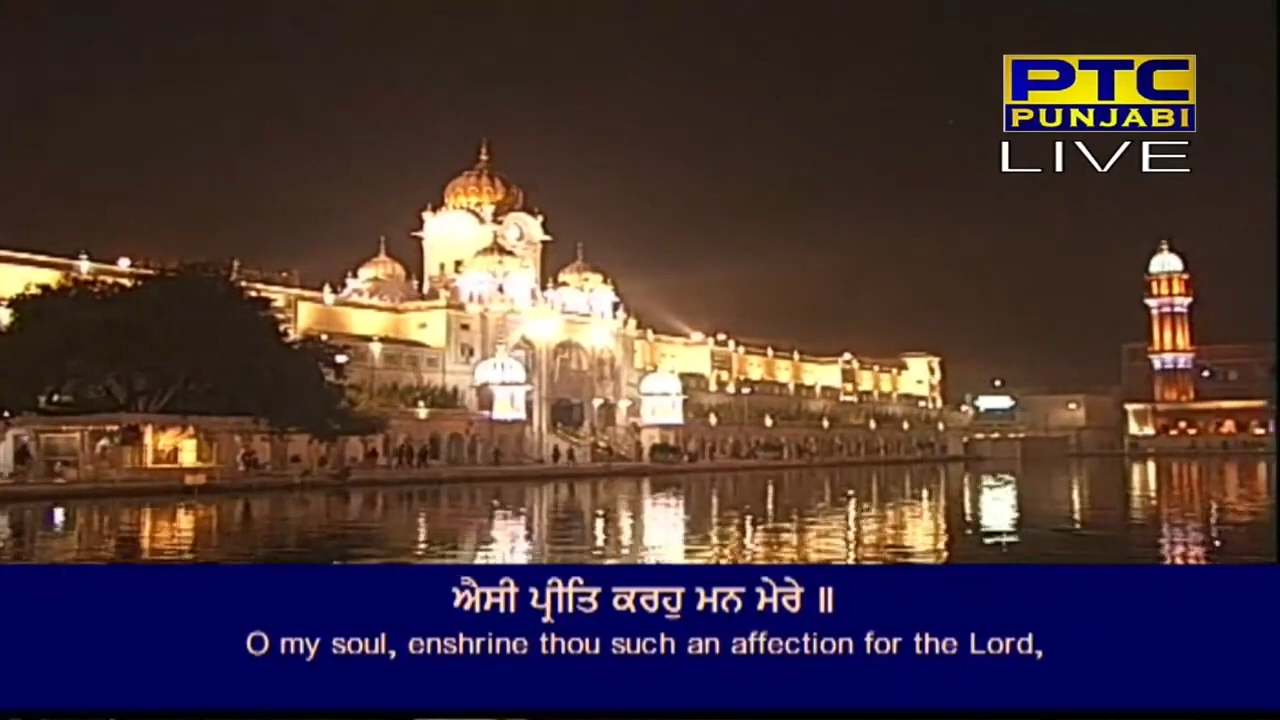 PTC
PUNJABI
LIVE
ਐਸੀ ਪ੍ਰੀਤਿ ਕਰਹੁ ਮਨ ਮੇਰੇ ॥
O my soul, enshrine thou such an affection for the Lord,